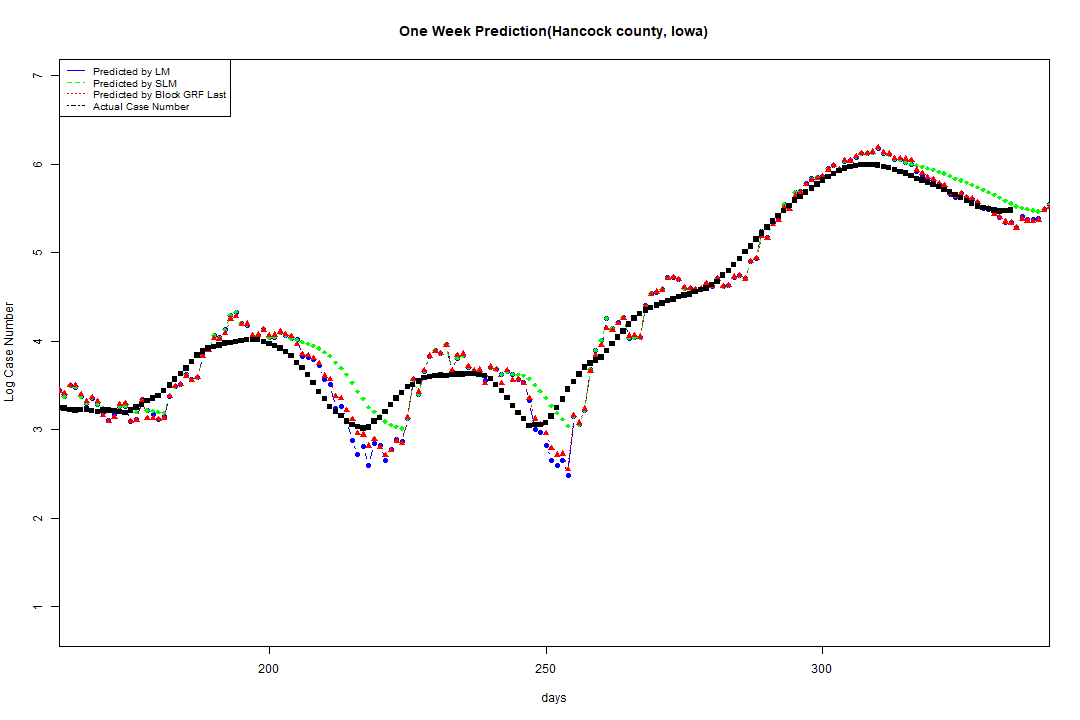 One Week Prediction(Hancock county, Iowa)
Predicted by LM
Predicted by SLM
Predicted by Block GRF Last
Actual Case Number
7
6
5
4
3
2
1
Log Case Number
200
250
300
days